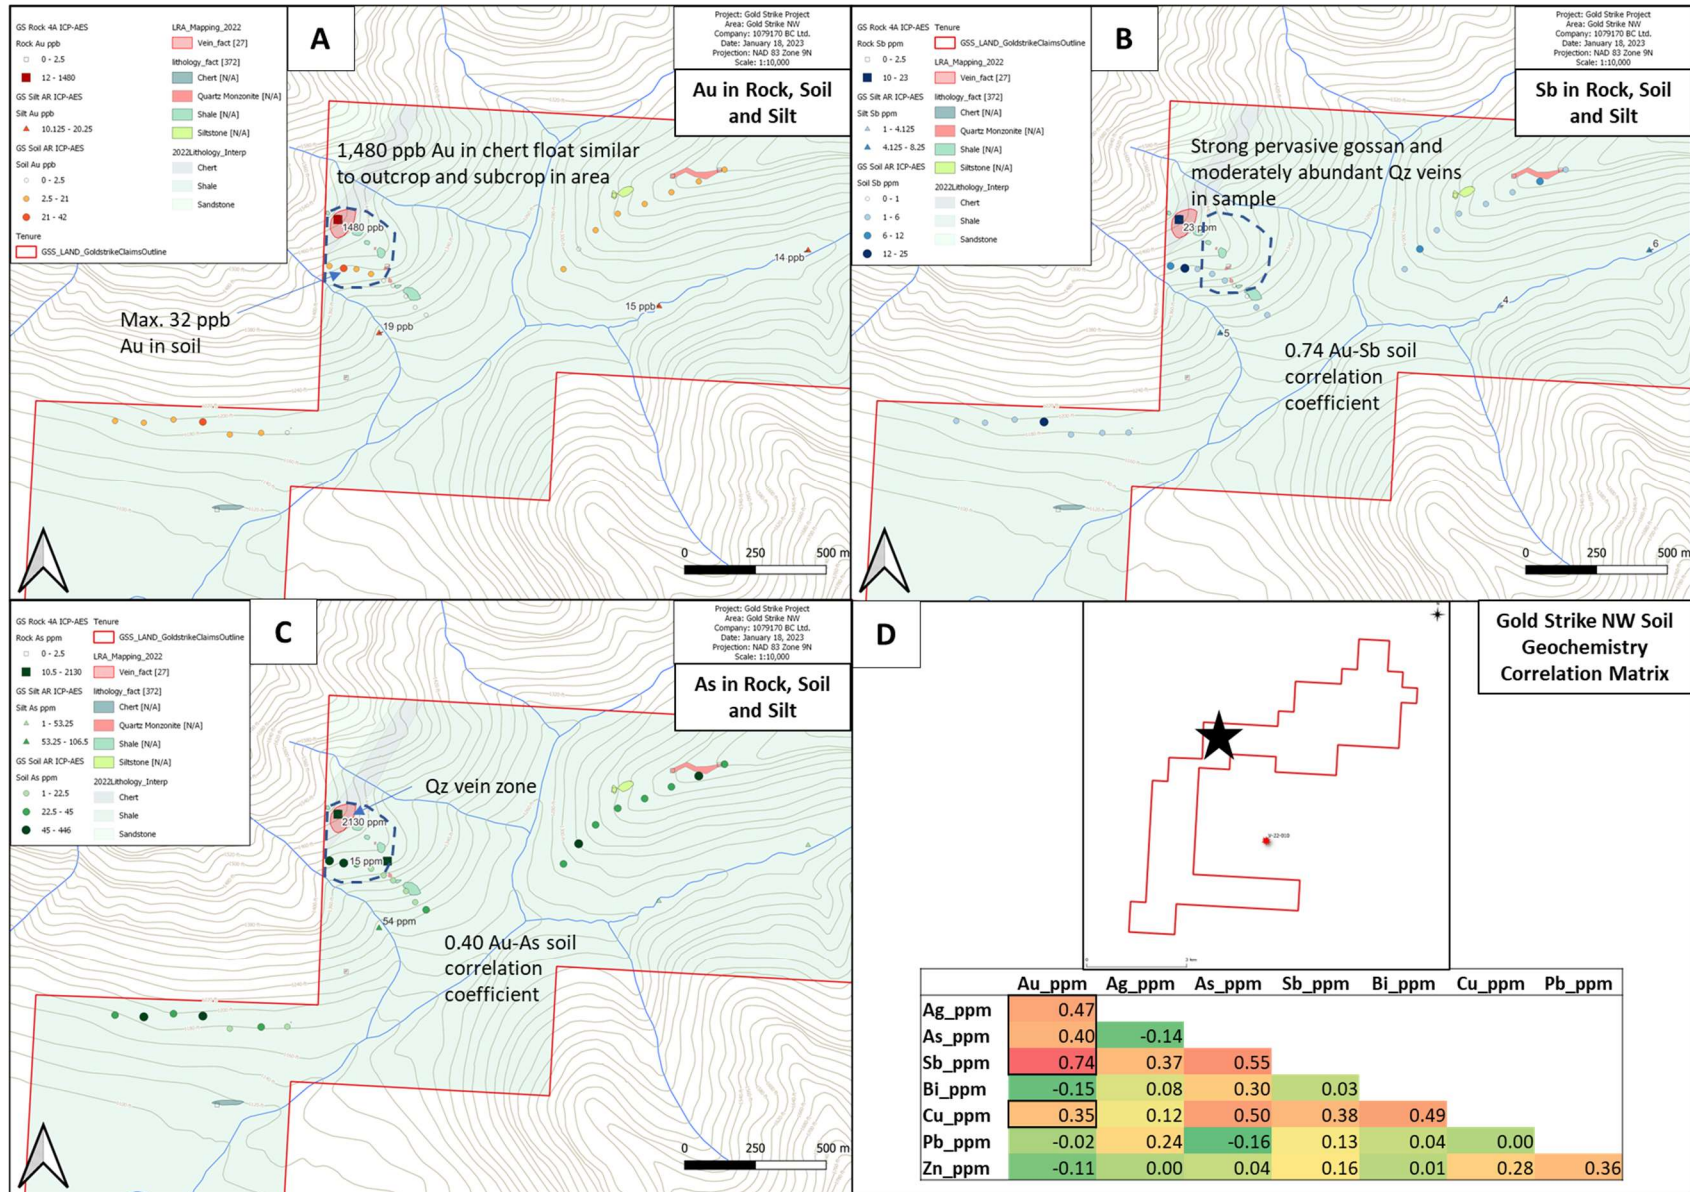 GS Rock 4A ICP-AES
Rock Au ppb
0 - 2.5
12 - 1480
GS Silt AR ICP-AES
Silt Au ppb
10.125 - 20.25
GS Soil AR ICP-AES
Soil Au ppb
0 - 2.5
2.5 - 21
21 - 42
Tenure
GSS_LAND_GoldstrikeClaimsOutline
LRA_Mapping_2022
Vein_fact [27]
lithology_fact [372]
Chert [N/A]
Quartz Monzonite [N/A]
Shale [N/A]
Siltstone [N/A]
2022Lithology_Interp
Chert
Shale
Sandstone
A
Project: Gold Strike Project
Area: Gold Strike NW
Company: 1079170 BC Ltd.
Date: January 18, 2023
Projection: NAD 83 Zone 9N
Scale: 1:10,000
Au in Rock, Soil
and Silt
1,480 ppb Au in chert float similar
to outcrop and subcrop in area
1480 ppb
14 ppb
15 ppb
19 ppb
Max. 32 ppb
Au in soil
0 250 500 m
GS Rock 4A ICP-AES
Rock Sb ppm
0 - 2.5
10 - 23
GS Silt AR ICP-AES
Silt Sb ppm
1 - 4.125
4.125 - 8.25
GS Soil AR ICP-AES
Soil Sb ppm
0 - 1
1 - 6
6 - 12
12 - 25
Tenure
GSS_LAND_GoldstrikeClaimsOutline
LRA_Mapping_2022
Vein_fact [27]
lithology_fact [372]
Chert [N/A]
Quartz Monzonite [N/A]
Shale [N/A]
Siltstone [N/A]
2022Lithology_Interp
Chert
Shale
Sandstone
B
Project: Gold Strike Project
Area: Gold Strike NW
Company: 1079170 BC Ltd.
Date: January 18, 2023
Projection: NAD 83 Zone 9N
Scale: 1:10,000
Sb in Rock, Soil
and Silt
Strong pervasive gossan and
moderately abundant Qz veins
in sample
23 ppm
6
4
5
0.74 Au-Sb soil
correlation
coefficient
0 250 500 m
GS Rock 4A ICP-AES
Rock As ppm
0 - 2.5
10.5 - 2130
GS Silt AR ICP-AES
Silt As ppm
1 - 53.25
53.25 - 106.5
GS Soil AR ICP-AES
Soil As ppm
1 - 22.5
22.5 - 45
45 - 446
Tenure
GSS_LAND_GoldstrikeClaimsOutline
LRA_Mapping_2022
Vein_fact [27]
lithology_fact [372]
Chert [N/A]
Quartz Monzonite [N/A]
Shale [N/A]
Siltstone [N/A]
2022Lithology_Interp
Chert
Shale
Sandstone
C
Project: Gold Strike Project
Area: Gold Strike NW
Company: 1079170 BC Ltd.
Date: January 18, 2023
Projection: NAD 83 Zone 9N
Scale: 1:10,000
As in Rock, Soil
and Silt
Qz vein zone
2130 ppm
15 ppm
54 ppm
0.40 Au-As soil
correlation
coefficient
0 250 500 m
D
Gold Strike NW Soil
Geochemistry
Correlation Matrix
0 2 km
Au_ppm Ag_ppm As_ppm Sb_ppm Bi_ppm Cu_ppm Pb_ppm
Ag_ppm 0.47
As_ppm 0.40 -0.14
Sb_ppm 0.74 0.37 0.55
Bi_ppm -0.15 0.08 0.30 0.03
Cu_ppm 0.35 0.12 0.50 0.38 0.49
Pb_ppm -0.02 0.24 -0.16 0.13 0.04 0.00
Zn_ppm -0.11 0.00 0.04 0.16 0.01 0.28 0.36